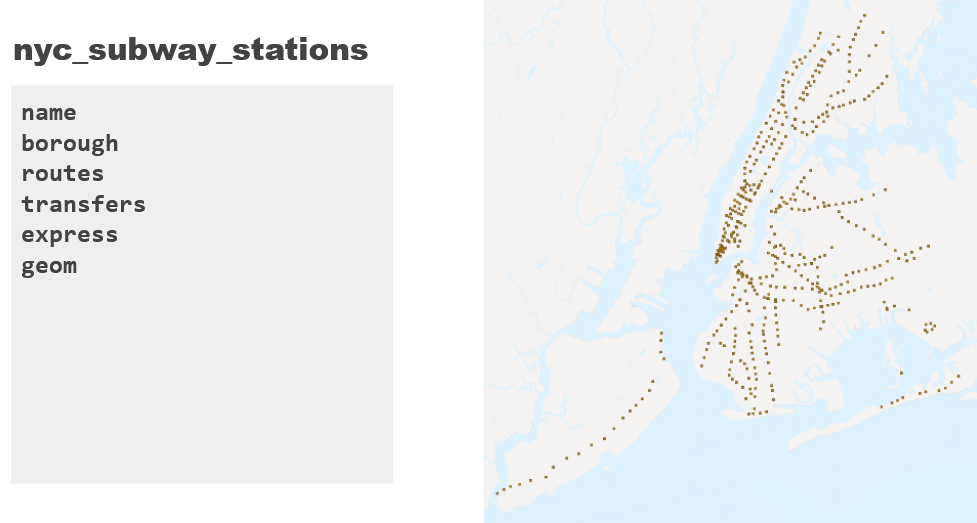 nyc_subway_stations
name
borough
routes
transfers
express
geom